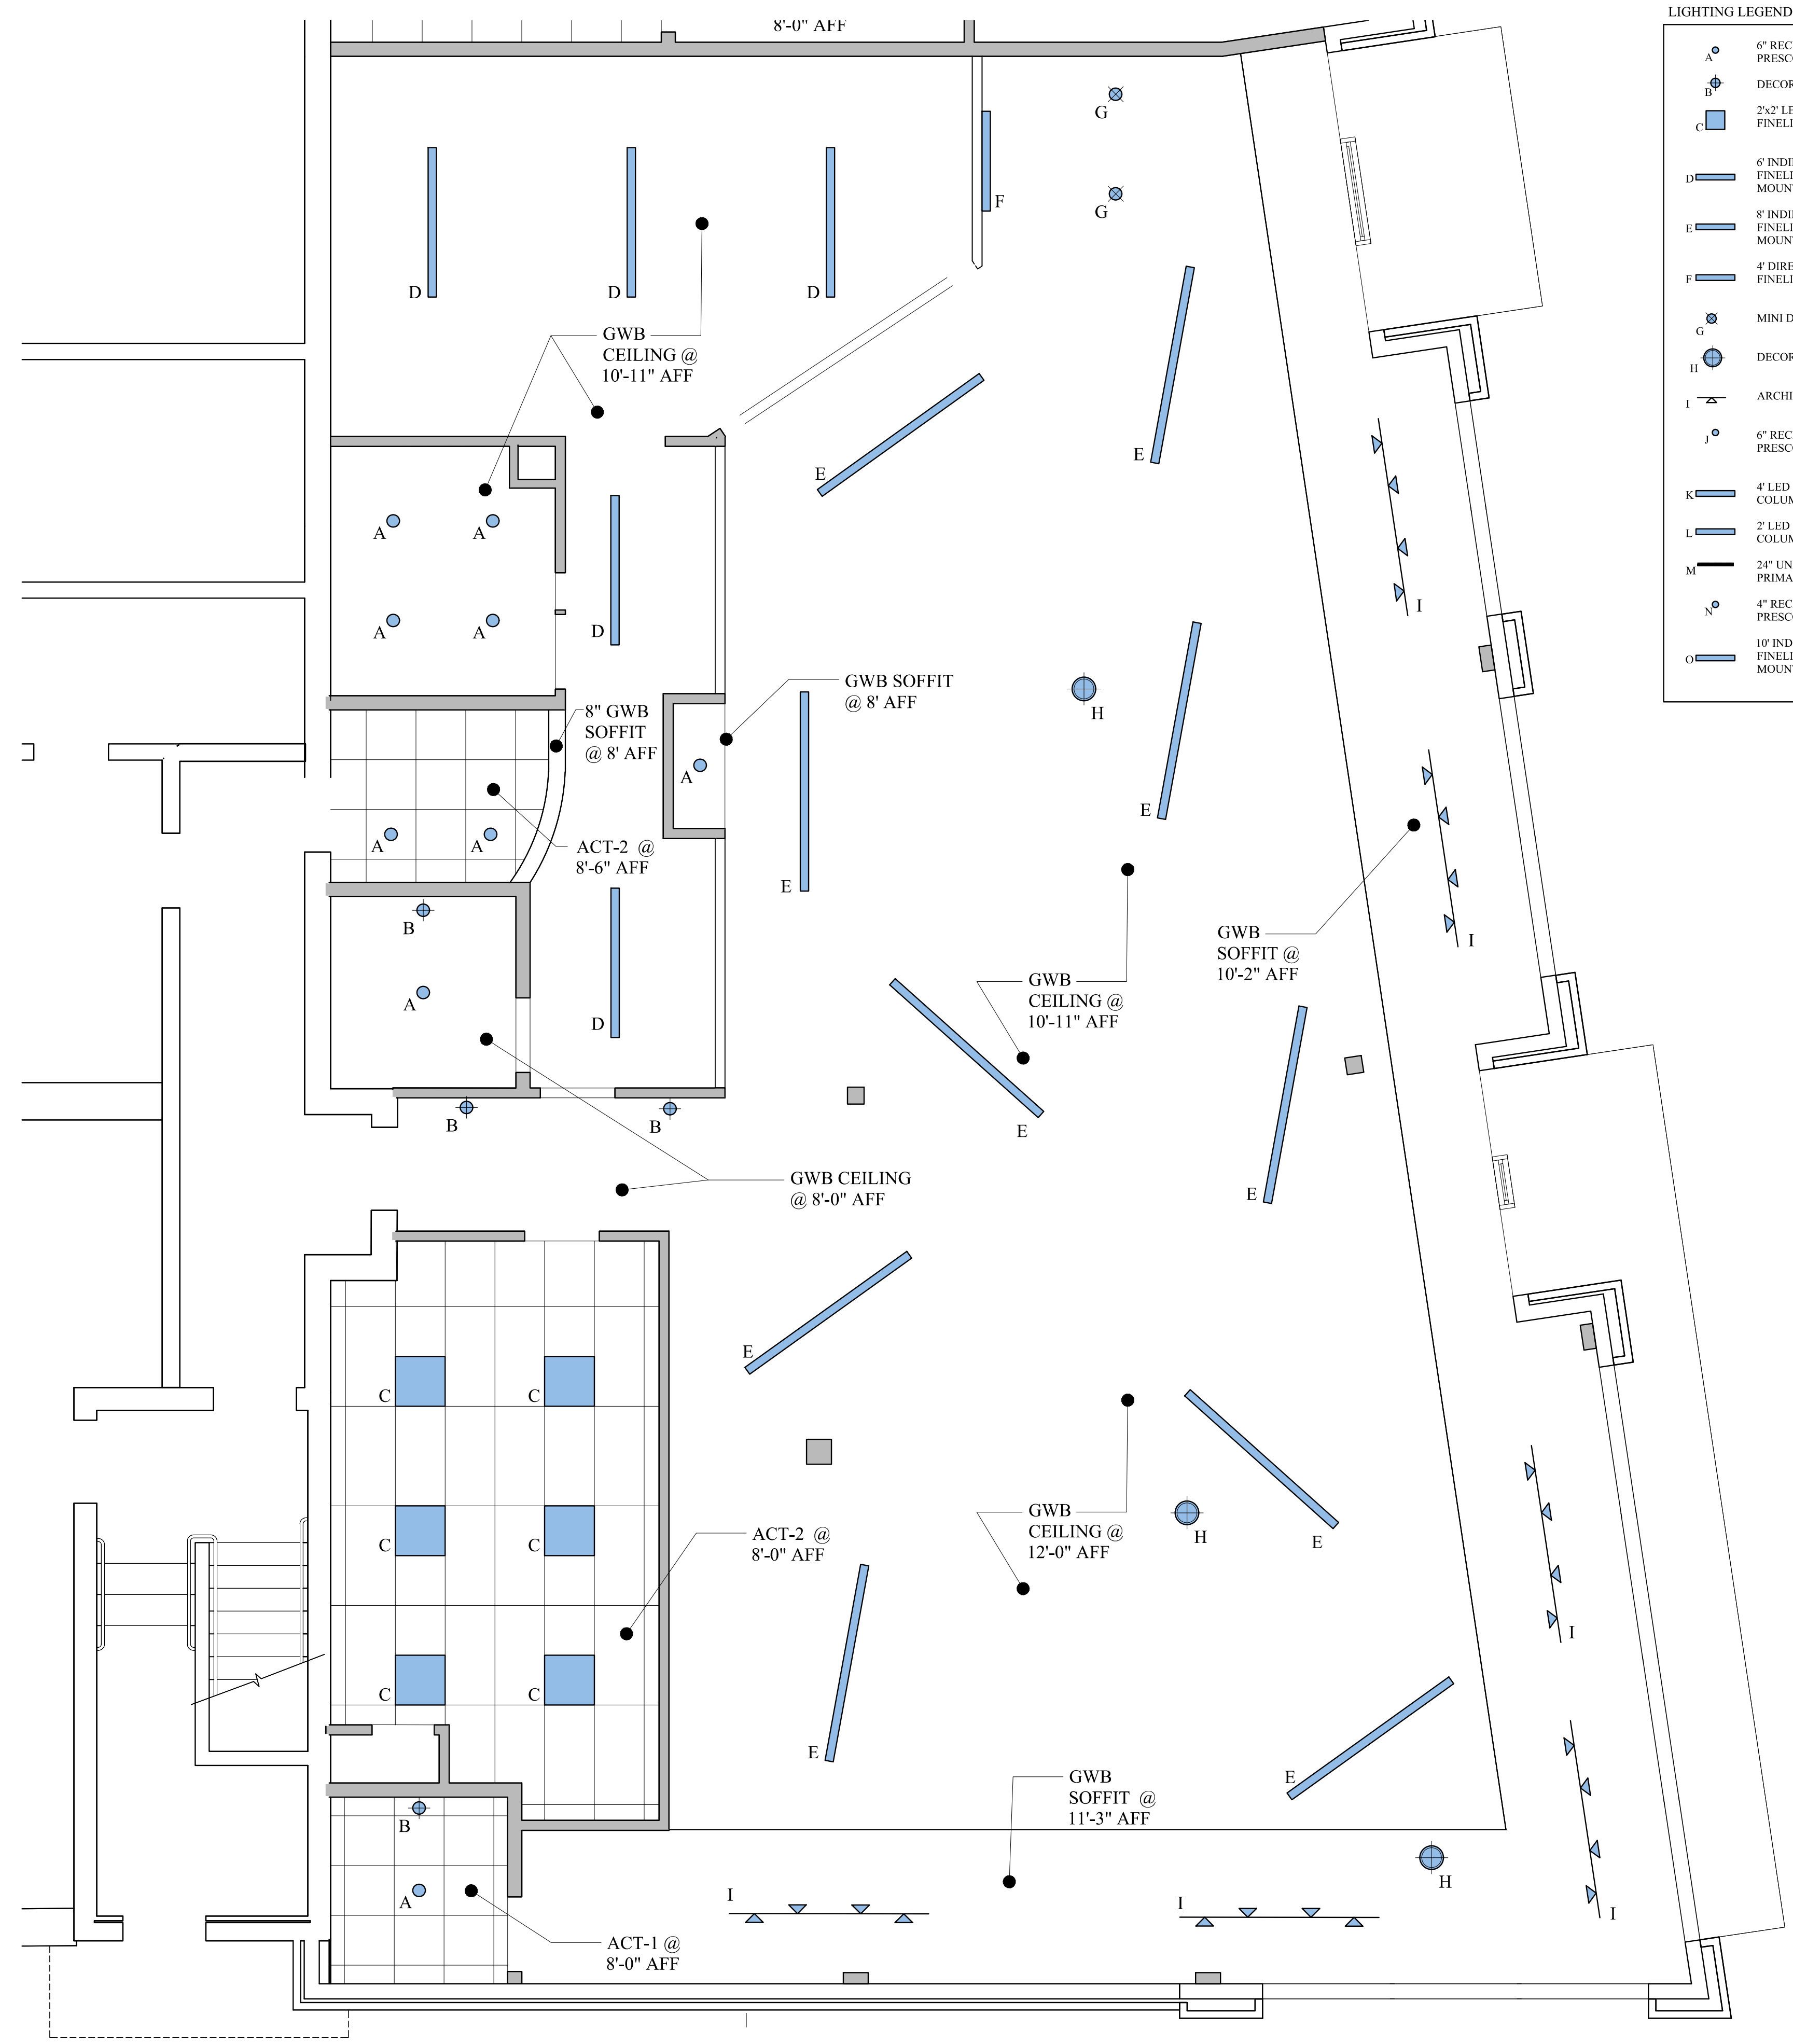 8'-0" AFF
LIGHTING LEGEND
A
6" REC
PRESCO
B
DECOR
C
2'x2' LE
FINELI
D
6' INDI
FINELI
MOUN
E
8' INDI
FINELI
MOUN
F
4' DIRE
FINELI
G
MINI D
H
DECOR
I
ARCHI
J
6" REC
PRESCO
K
4' LED
COLUM
L
2' LED
COLUM
M
24" UN
PRIMA
N
4" REC
PRESCO
O
10' IND
FINELI
MOUN
G
F
G
D
D
D
GWB
CEILING @
10'-11" AFF
E
E
A
A
I
A
A
D
GWB SOFFIT
@ 8' AFF
8" GWB
SOFFIT
@ 8' AFF
H
A
E
A
A
ACT-2 @
8'-6" AFF
E
B
GWB
SOFFIT @
10'-2" AFF
I
A
GWB
CEILING @
10'-11" AFF
D
B
B
E
GWB CEILING
@ 8'-0" AFF
E
E
C
C
GWB
CEILING @
12'-0" AFF
ACT-2 @
8'-0" AFF
H
E
C
C
I
C
C
E
E
GWB
SOFFIT @
11'-3" AFF
B
H
A
I
I
I
ACT-1 @
8'-0" AFF